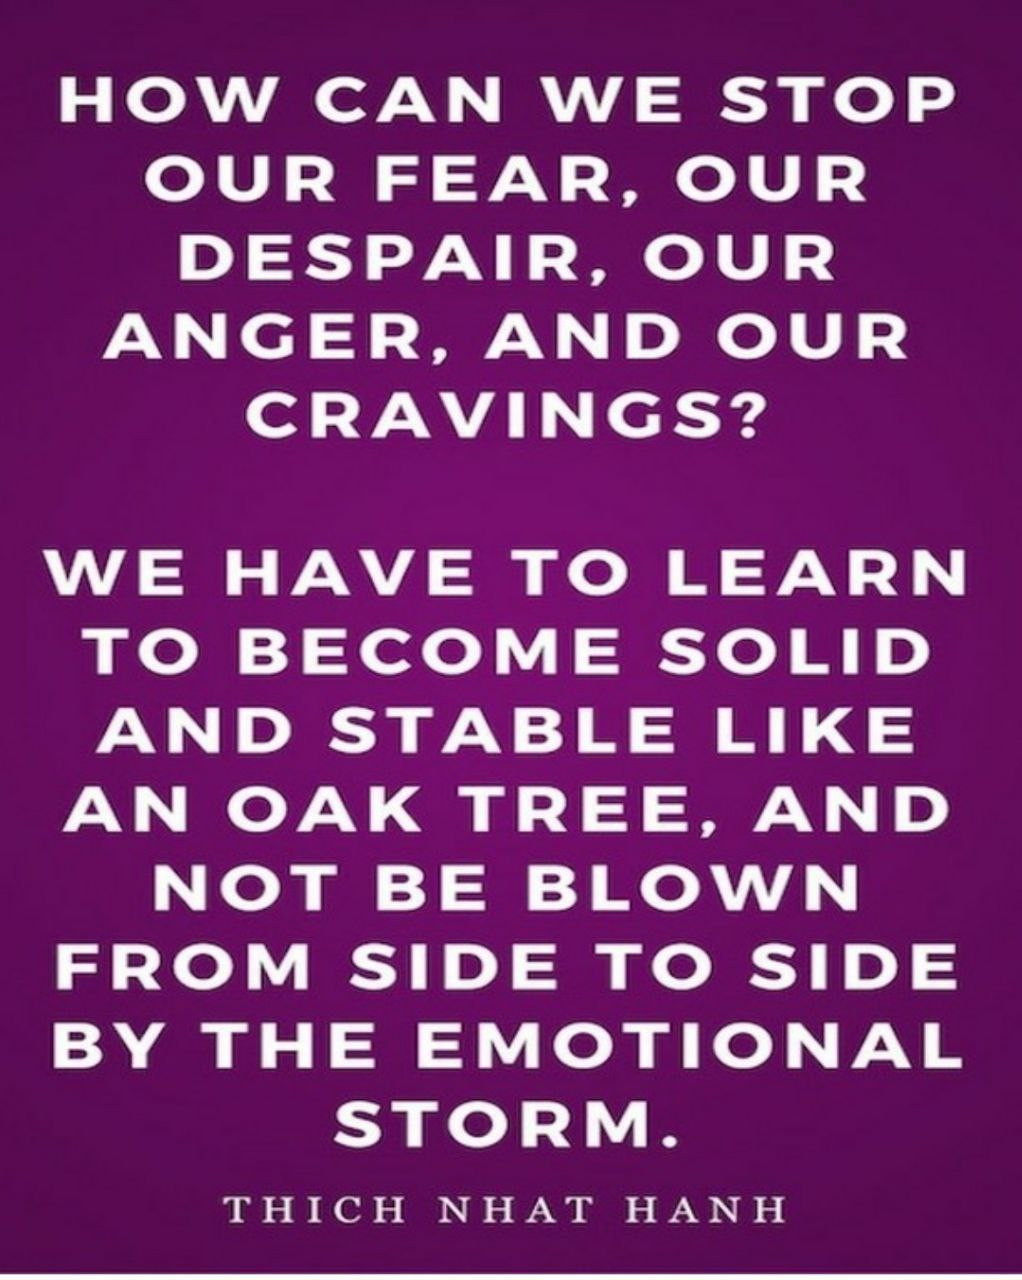 HOW CAN WE STOP
OUR FEAR, OUR
DESPAIR, OUR
ANGER, AND OUR
CRAVINGS?
WE HAVE TO LEARN
TO BECOME SOLID
AND STABLE LIKE
AN OAK TREE, AND
NOT BE BLOWN
FROM SIDE TO SIDE
BY THE EMOTIONAL
STORM.
THICH NHAT HANH